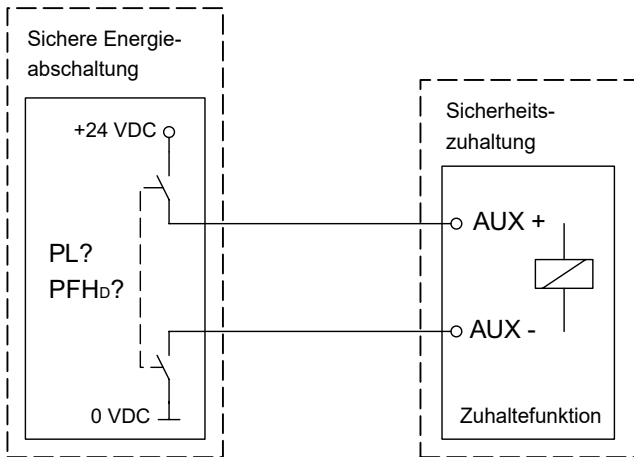 Sichere Energie-
abschaltung
+24 VDC
PL?
PFHD?
0 VDC
Sicherheits-
zuhaltung
AUX +
AUX -
Zuhaltefunktion